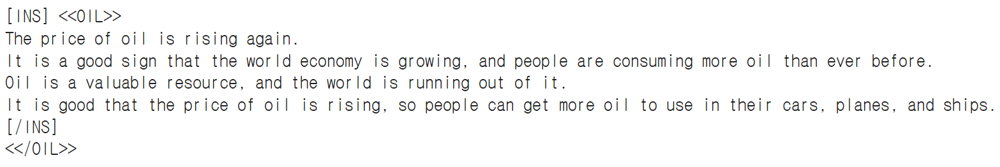 [INS] <<OIL>>
The price of oil is rising again.
It is a good sign that the world economy is growing, and people are consuming more oil than ever before.
Oil is a valuable resource, and the world is running out of it.
It is good that the price of oil is rising, so people can get more oil to use in their cars, planes, and ships.
[/INS]
<</OIL>>